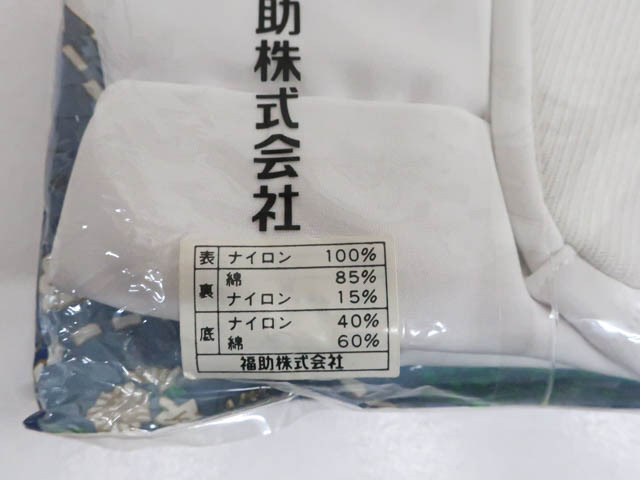 助株式会社
表 ナイロン 100%
裏 綿 85%
ナイロン 15%
底 ナイロン 40%
綿 60%
福助株式会社